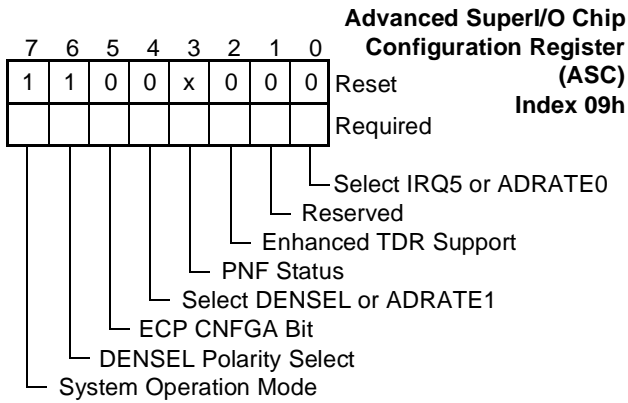 Advanced SuperI/O Chip
Configuration Register
(ASC)
Index 09h
7 6 5 4 3 2 1 0
1 1 0 0 x 0 0 0 Reset
Required
Select IRQ5 or ADRATE0
Reserved
Enhanced TDR Support
PNF Status
Select DENSEL or ADRATE1
ECP CNFGA Bit
DENSEL Polarity Select
System Operation Mode